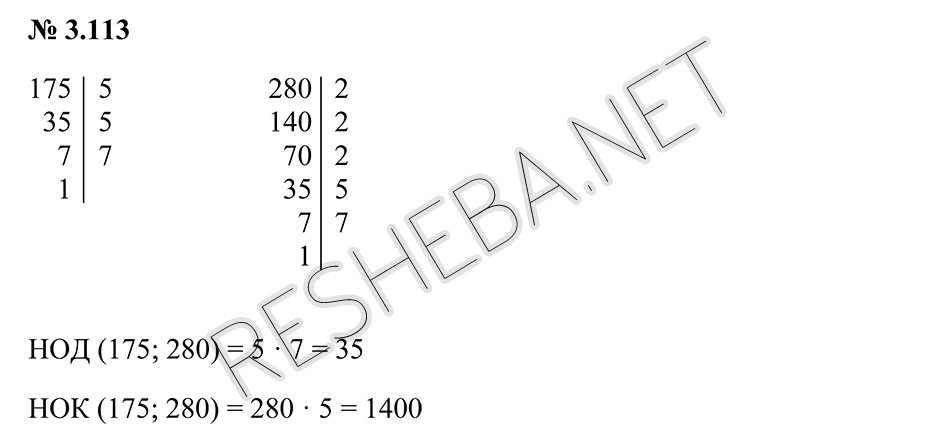 № 3.113
175 | 5
35 | 5
7 | 7
1 |
280 | 2
140 | 2
70 | 2
35 | 5
7 | 7
1 |
RESHEBA.NET
НОД (175; 280) = 5 · 7 = 35
НОК (175; 280) = 280 · 5 = 1400